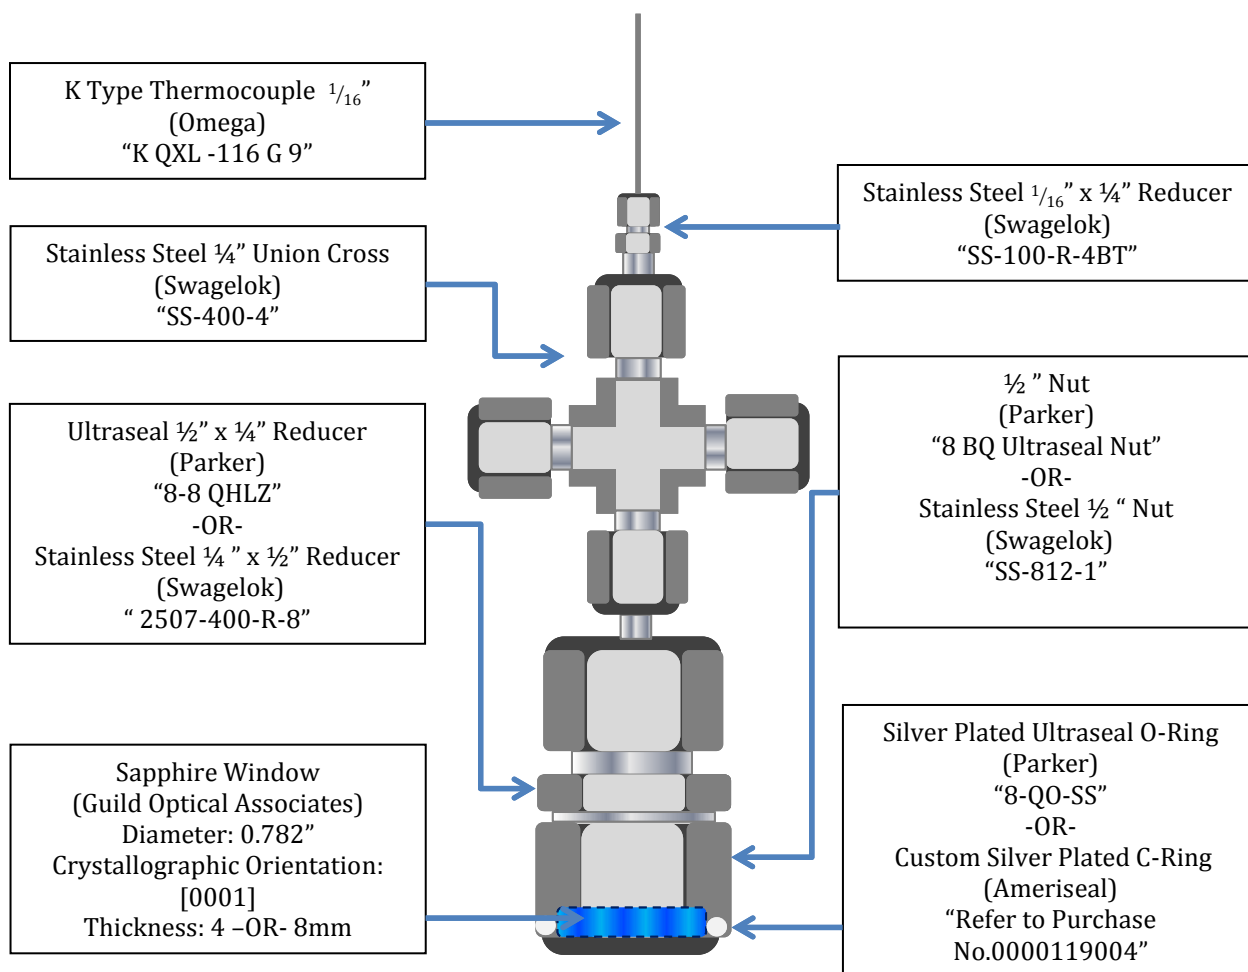 K Type Thermocouple 1/16”
(Omega)
“K QXL -116 G 9”
Stainless Steel ¼” Union Cross
(Swagelok)
“SS-400-4”
Ultraseal ½” x ¼” Reducer
(Parker)
“8-8 QHLZ”
-OR-
Stainless Steel ¼ ” x ½” Reducer
(Swagelok)
“ 2507-400-R-8”
Sapphire Window
(Guild Optical Associates)
Diameter: 0.782”
Crystallographic Orientation:
[0001]
Thickness: 4 –OR- 8mm
Stainless Steel 1/16” x ¼” Reducer
(Swagelok)
“SS-100-R-4BT”
½ ” Nut
(Parker)
“8 BQ Ultraseal Nut”
-OR-
Stainless Steel ½ “ Nut
(Swagelok)
“SS-812-1”
Silver Plated Ultraseal O-Ring
(Parker)
“8-QO-SS”
-OR-
Custom Silver Plated C-Ring
(Ameriseal)
“Refer to Purchase
No.0000119004”